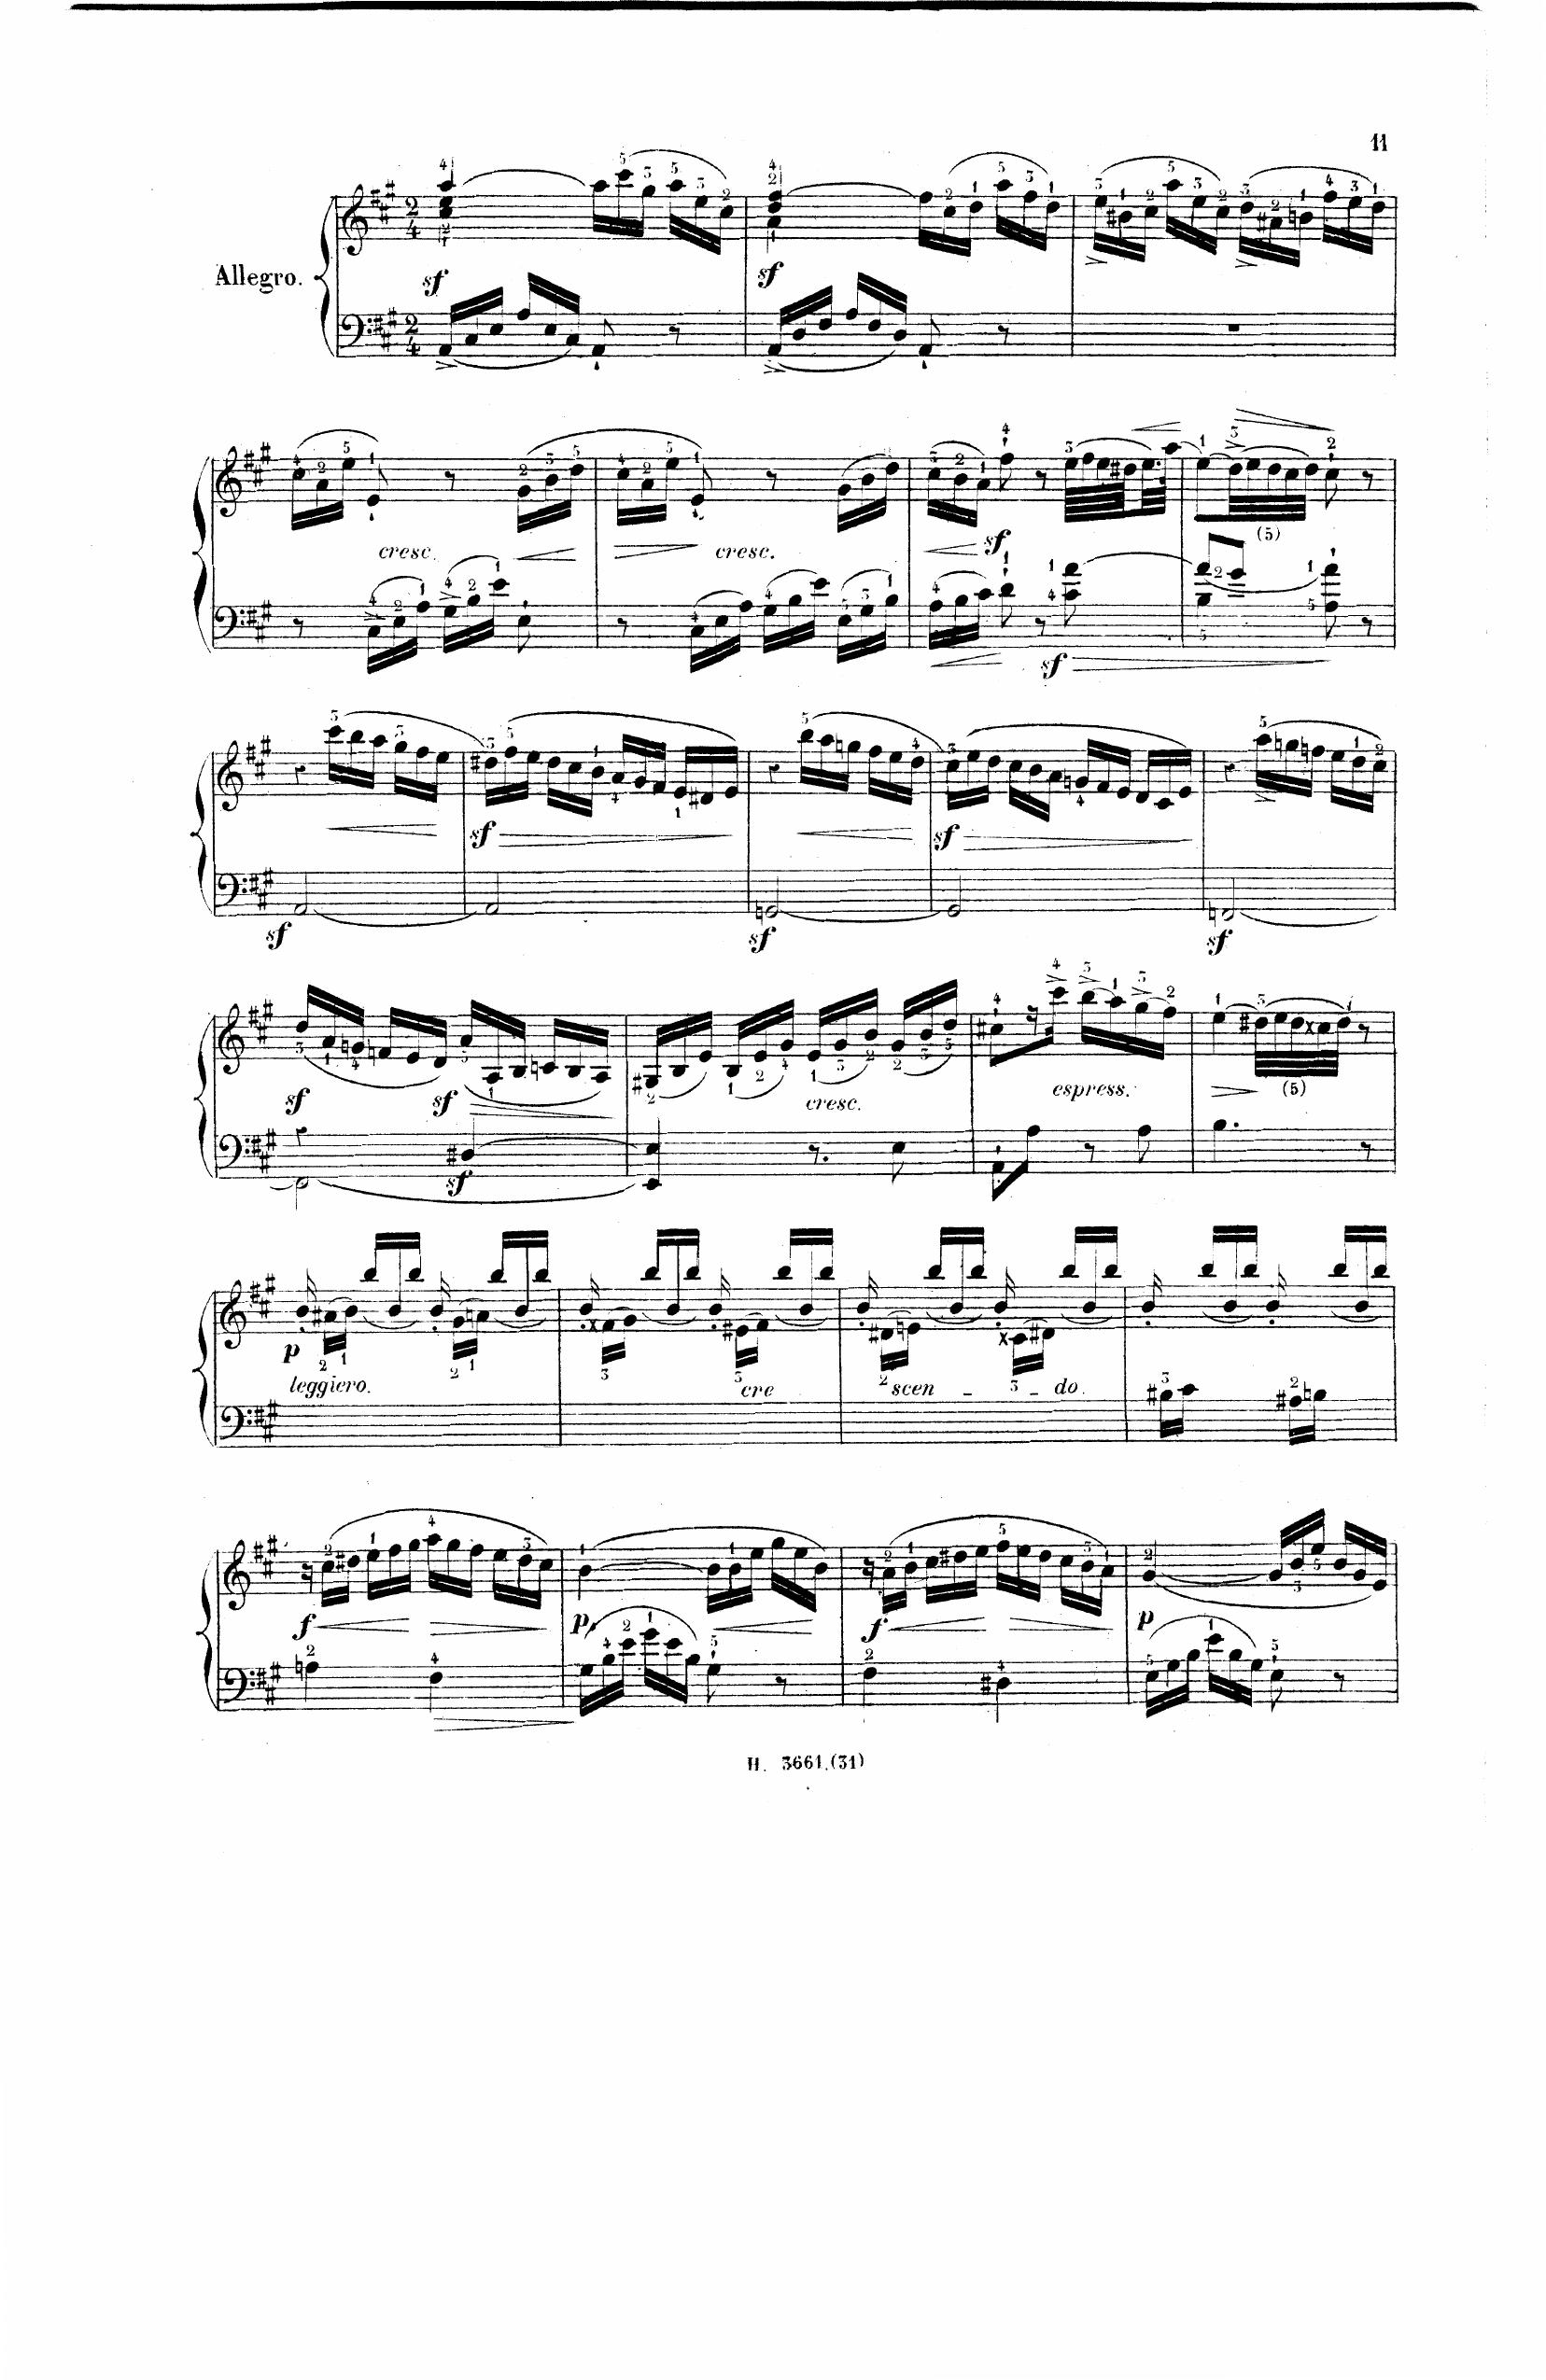 11
Allegro.
sf sf
cresc. cresc. sf
(5)
sf
sf sf
sf sf sf
sf sf
cresc. espress. (5)
sf
p
leggiero. cre - scen - do.
f p f p
H. 3661.(31)